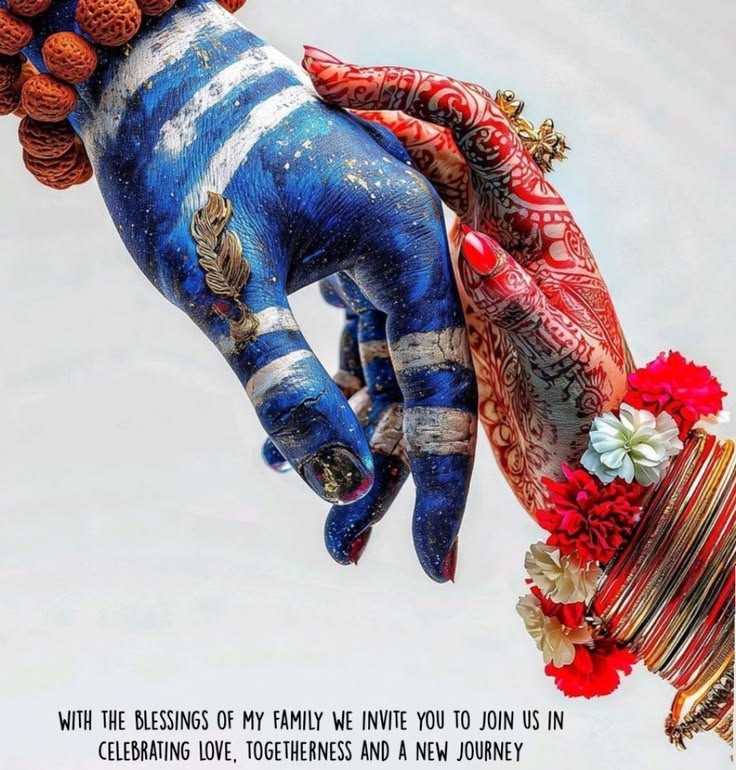 WITH THE BLESSINGS OF MY FAMILY WE INVITE YOU TO JOIN US IN
CELEBRATING LOVE, TOGETHERNESS AND A NEW JOURNEY